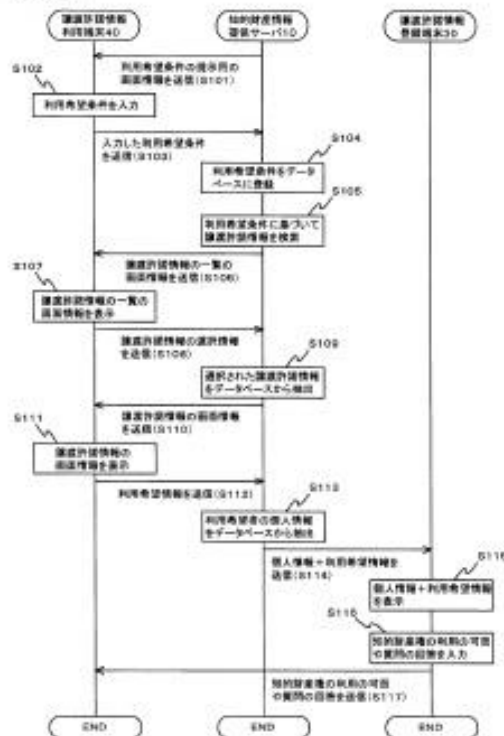 譲渡許諾情報
利用端末40
知的財産情報
提供サーバ10
譲渡許諾情報
登録端末30
利用希望条件の提示用の
画面情報を送信(S101)
S102
利用希望条件を入力
入力した利用希望条件
を送信(S103)
S104
利用希望条件をデータ
ベースに登録
S105
利用希望条件に基づいて
譲渡許諾情報を検索
譲渡許諾情報の一覧の
画面情報を送信(S106)
S107
譲渡許諾情報の一覧の
画面情報を表示
譲渡許諾情報の選択情報
を送信(S108)
S109
選択された譲渡許諾情報
をデータベースから抽出
譲渡許諾情報の画面情報
を送信(S110)
S111
譲渡許諾情報の
画面情報を表示
利用希望情報を送信(S112)
S113
利用希望者の個人情報
をデータベースから抽出
個人情報+利用希望情報を
送信(S114)
S116
個人情報+利用希望情報
を表示
S115
知的財産権の利用の可否
や質問の回答を入力
知的財産権の利用の可否
や質問の回答を送信(S117)
END
END
END